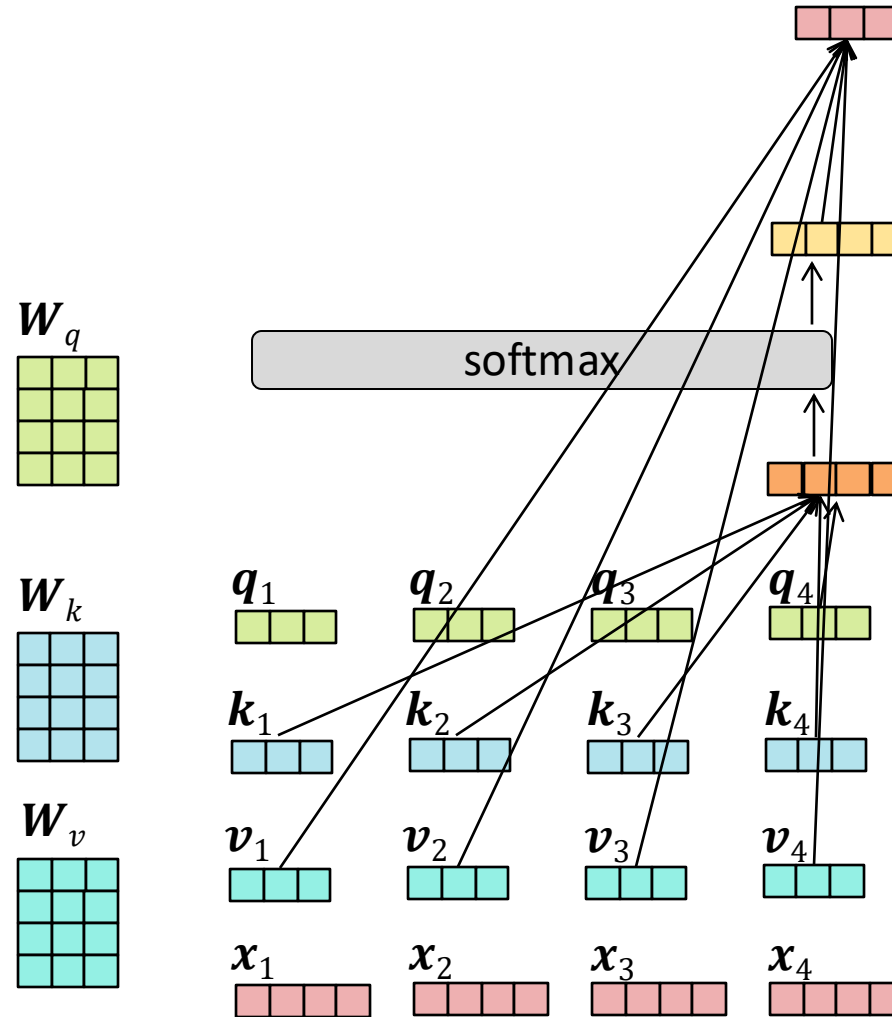 W_q
softmax
W_k
q_1 q_2 q_3 q_4
k_1 k_2 k_3 k_4
W_v
v_1 v_2 v_3 v_4
x_1 x_2 x_3 x_4